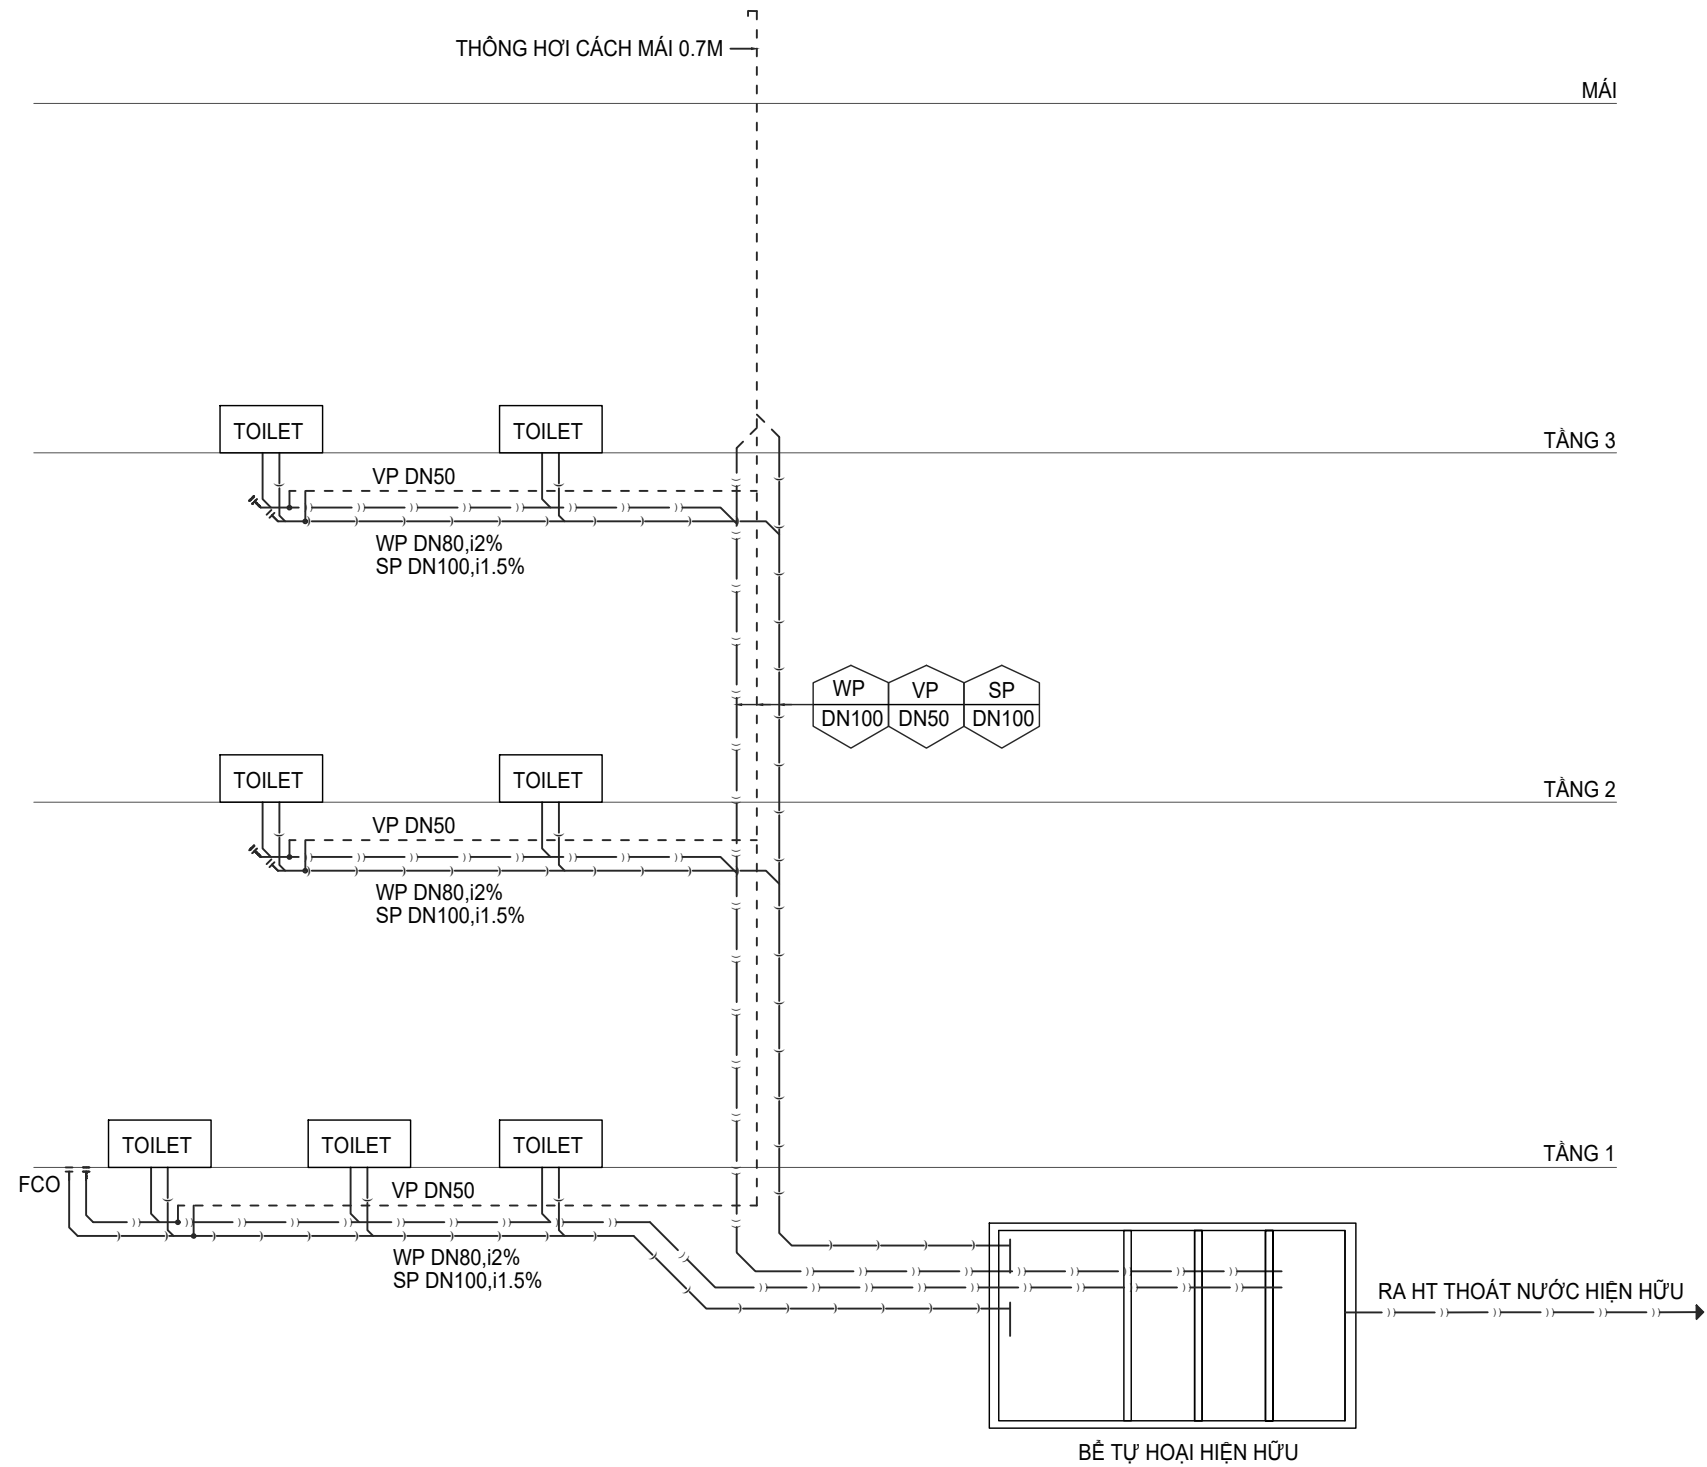 THÔNG HƠI CÁCH MÁI 0.7M
MÁI
TOILET
TOILET
TẦNG 3
VP DN50
WP DN80,i2%
SP DN100,i1.5%
WP
VP
SP
DN100
DN50
DN100
TOILET
TOILET
TẦNG 2
VP DN50
WP DN80,i2%
SP DN100,i1.5%
TOILET
TOILET
TOILET
TẦNG 1
FCO
VP DN50
WP DN80,i2%
SP DN100,i1.5%
RA HT THOÁT NƯỚC HIỆN HỮU
BỂ TỰ HOẠI HIỆN HỮU